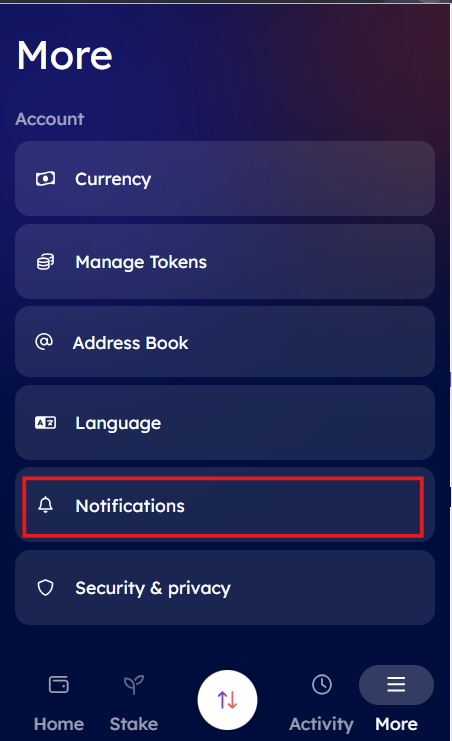 More
Account
Currency
Manage Tokens
Address Book
Language
Notifications
Security & privacy
Home
Stake
Activity
More